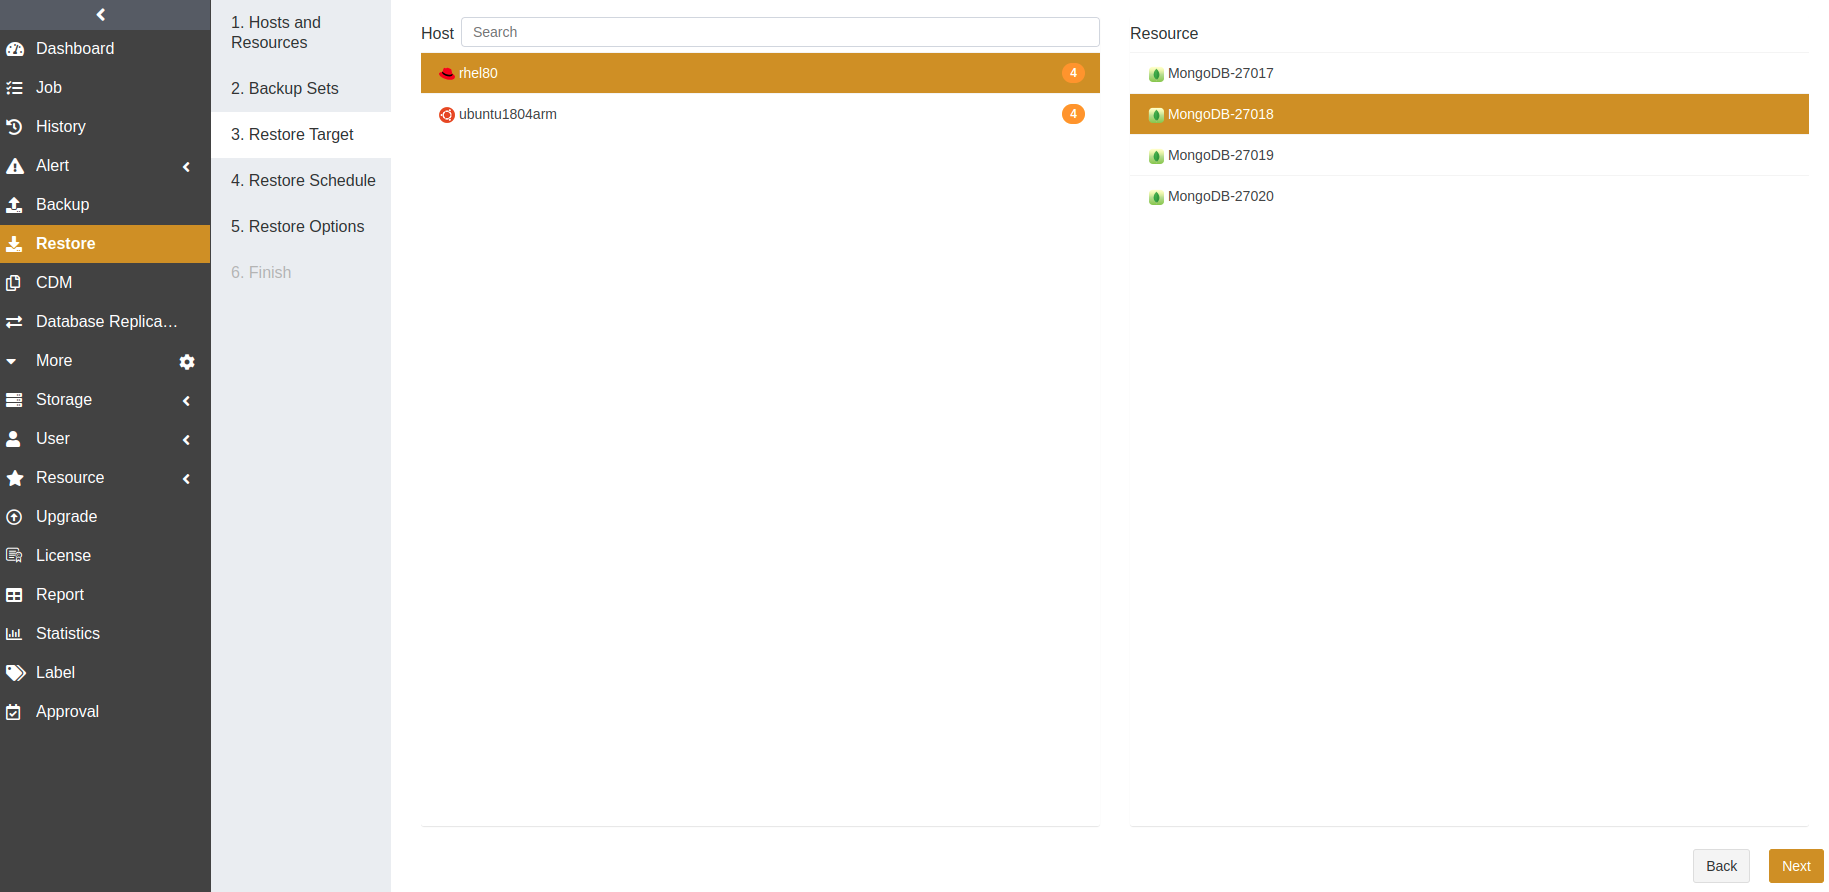 Dashboard
Job
History
Alert
Backup
Restore
CDM
Database Replica…
More
Storage
User
Resource
Upgrade
License
Report
Statistics
Label
Approval
1. Hosts and
Resources
2. Backup Sets
3. Restore Target
4. Restore Schedule
5. Restore Options
6. Finish
Host
Search
rhel80
4
ubuntu1804arm
4
Resource
MongoDB-27017
MongoDB-27018
MongoDB-27019
MongoDB-27020
Back
Next